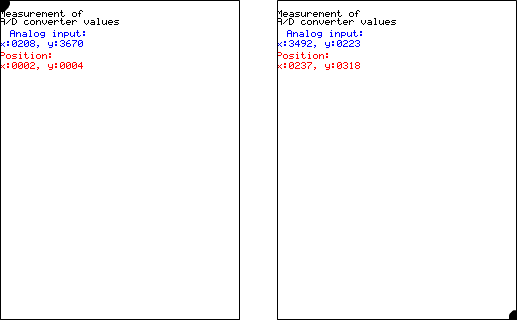 Measurement of
A/D converter values
Analog input:
x:0208, y:3670
Position:
x:0002, y:0004
Measurement of
A/D converter values
Analog input:
x:3492, y:0223
Position:
x:0237, y:0318